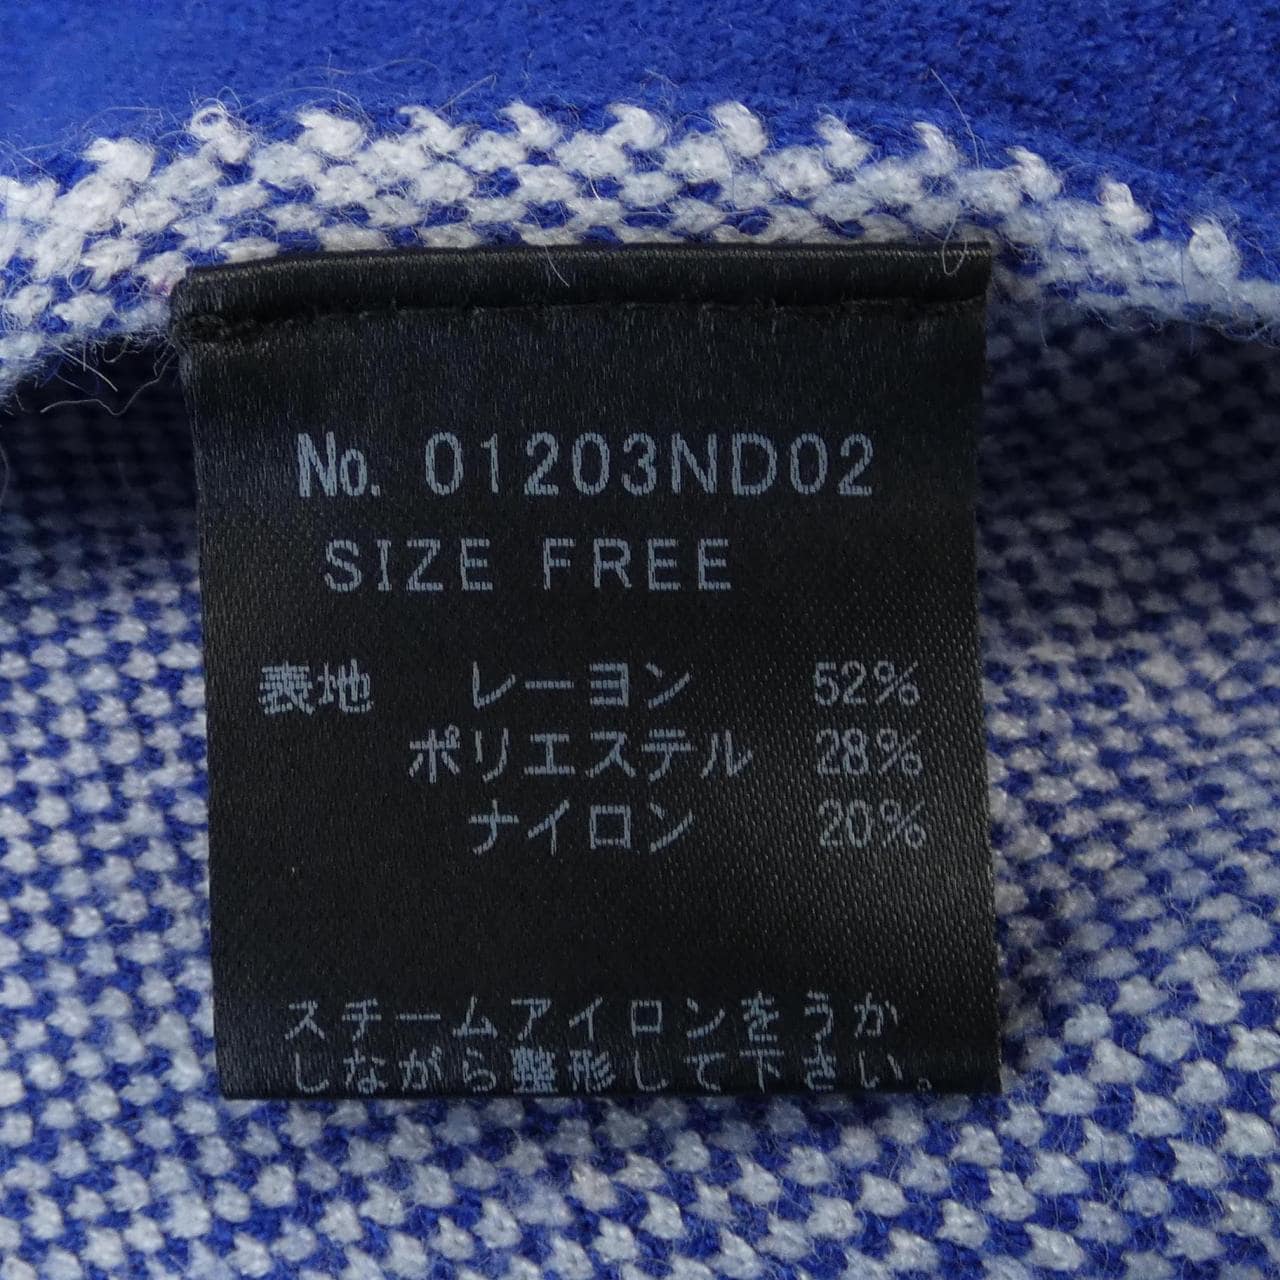 No. 01203ND02
SIZE FREE
表地 レーヨン 52%
ポリエステル 28%
ナイロン 20%
スチームアイロンをうか
しながら整形して下さい。